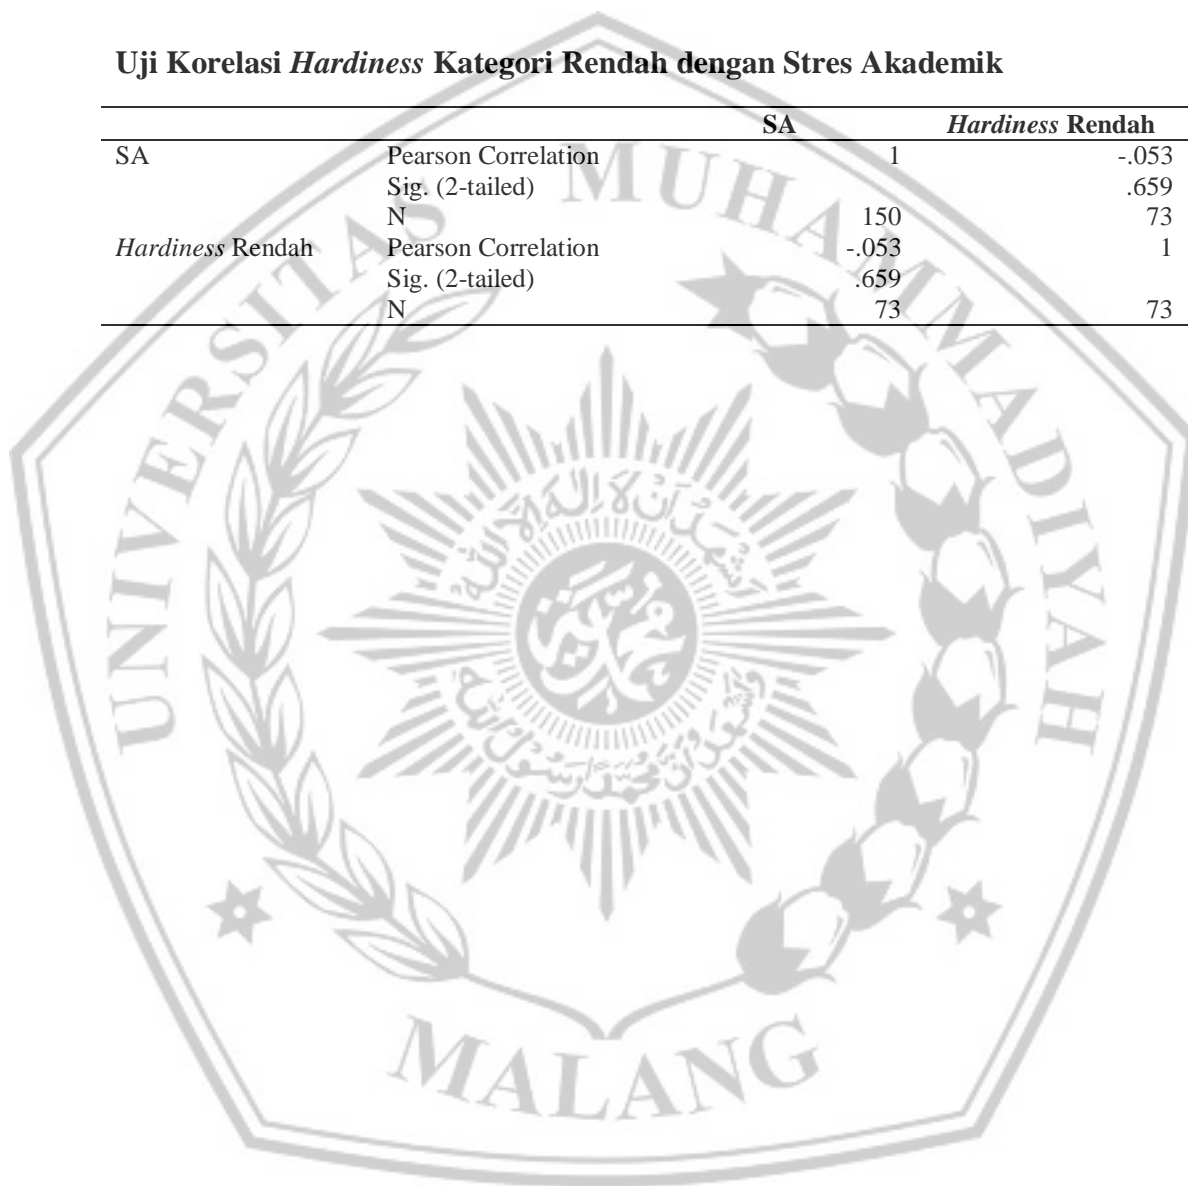 Uji Korelasi Hardiness Kategori Rendah dengan Stres Akademik
SA Hardiness Rendah
SA Pearson Correlation 1 -.053
Sig. (2-tailed) .659
N 150 73
Hardiness Rendah Pearson Correlation -.053 1
Sig. (2-tailed) .659
N 73 73
UNIVERSITAS MUHAMMADIYAH
MALANG